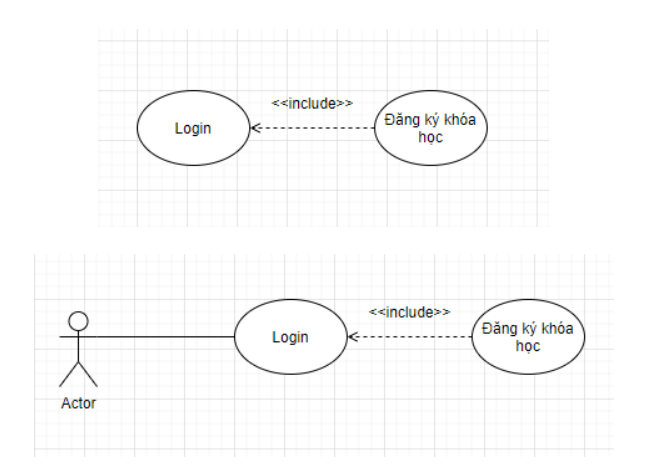 <<include>>
Login
Đăng ký khóa
học
<<include>>
Login
Đăng ký khóa
học
Actor